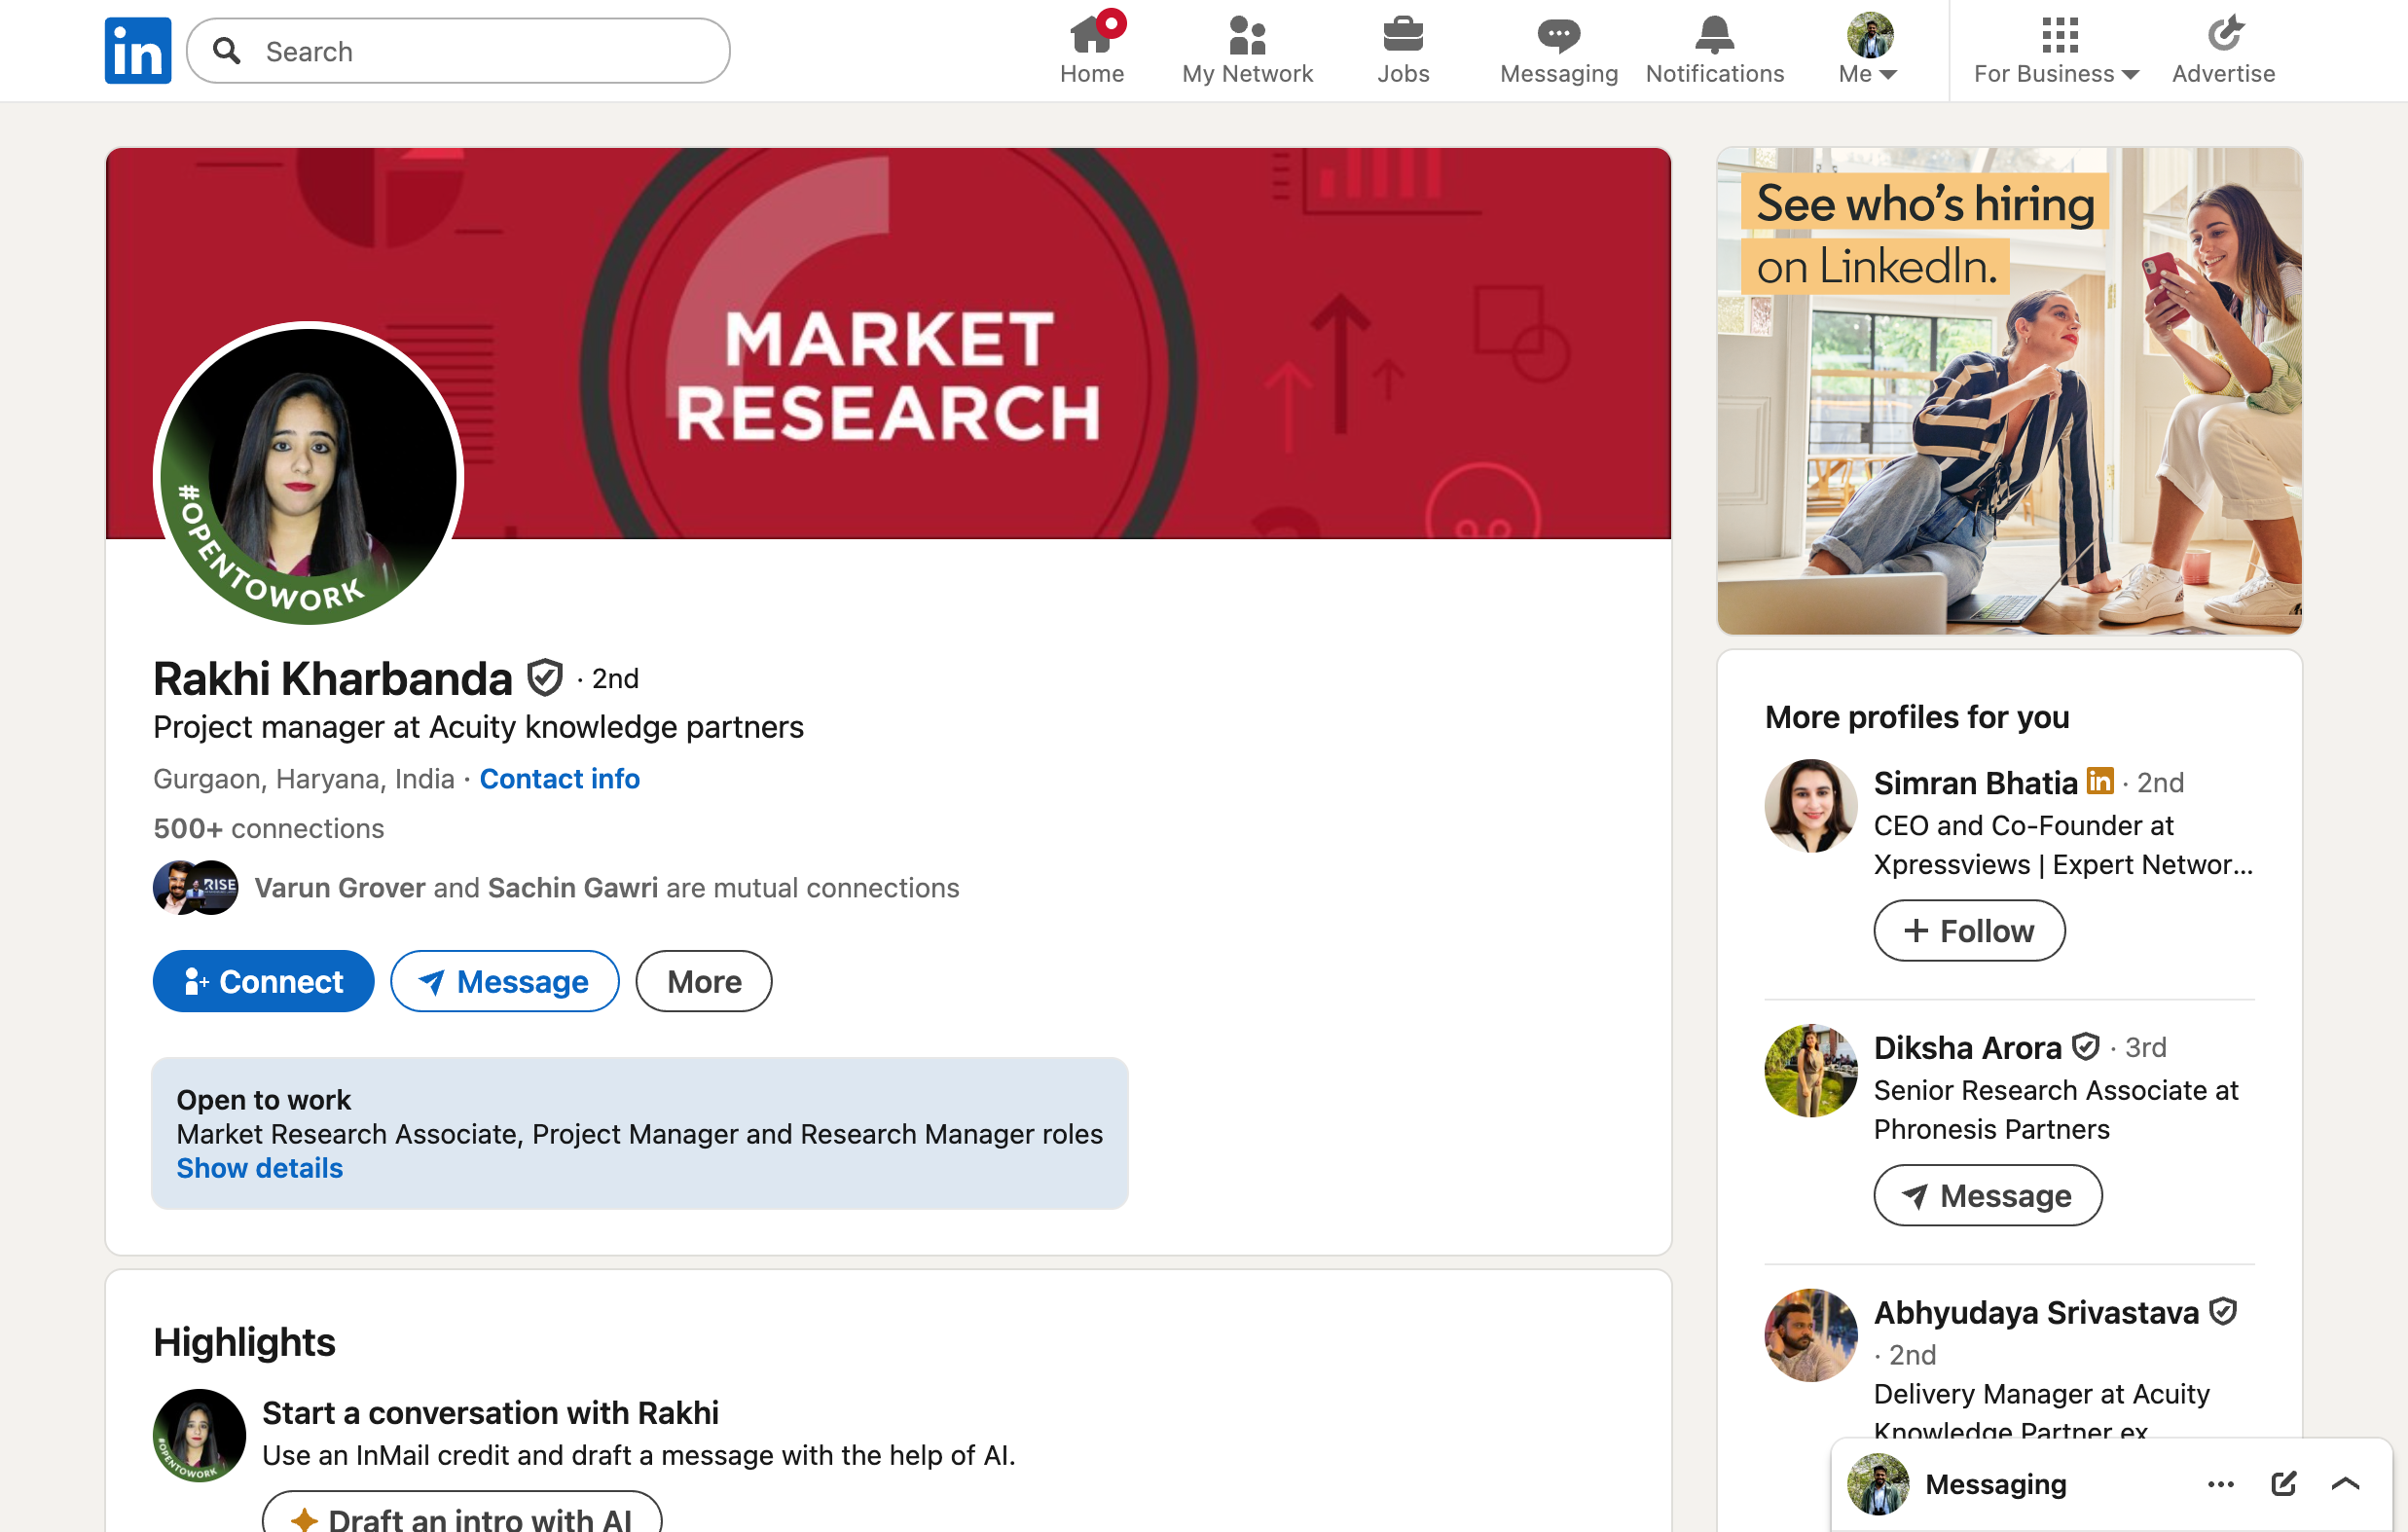 in
Search
Home
My Network
Jobs
Messaging
Notifications
Me
For Business
Advertise
MARKET
RESEARCH
#OPENTOWORK
Rakhi Kharbanda · 2nd
Project manager at Acuity knowledge partners
Gurgaon, Haryana, India · Contact info
500+ connections
RISE
Varun Grover and Sachin Gawri are mutual connections
Connect
Message
More
Open to work
Market Research Associate, Project Manager and Research Manager roles
Show details
Highlights
#OPENTOWORK
Start a conversation with Rakhi
Use an InMail credit and draft a message with the help of AI.
Draft an intro with AI
See who's hiring
on LinkedIn.
More profiles for you
Simran Bhatia in · 2nd
CEO and Co-Founder at
Xpressviews | Expert Networ...
+ Follow
Diksha Arora · 3rd
Senior Research Associate at
Phronesis Partners
Message
Abhyudaya Srivastava
· 2nd
Delivery Manager at Acuity
Knowledge Partner ex
Messaging